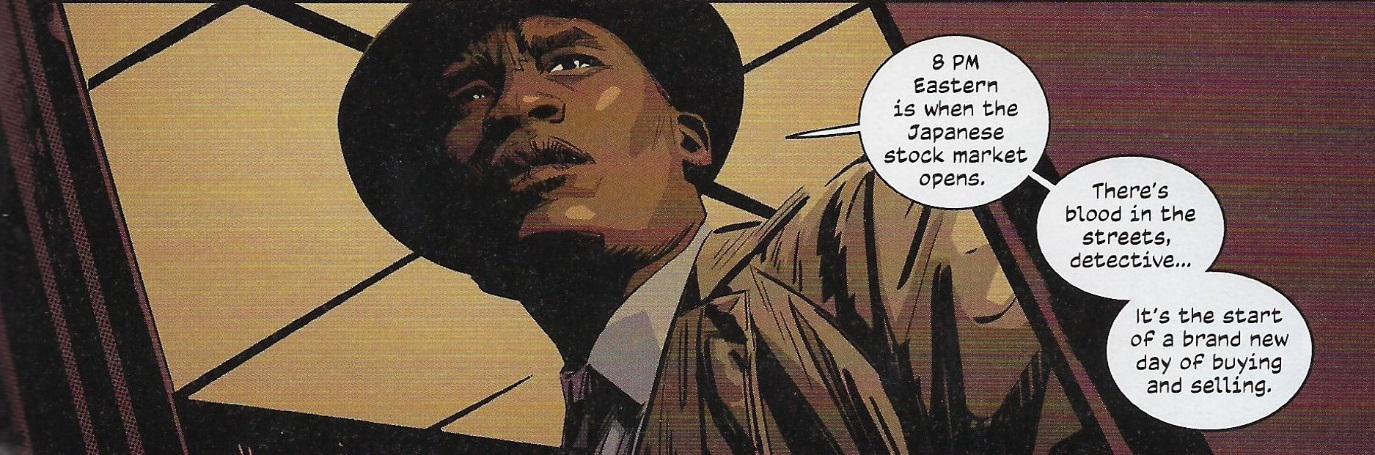 8 PM
Eastern
is when the
Japanese
stock market
opens.
There's
blood in the
streets,
detective...
It's the start
of a brand new
day of buying
and selling.